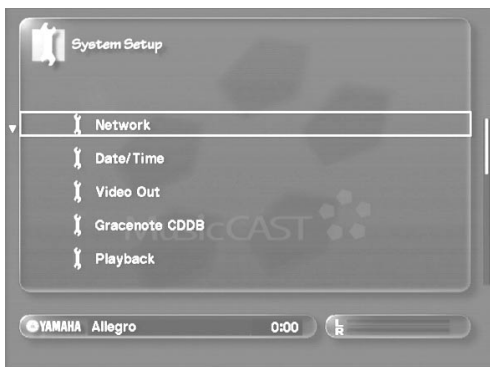 System Setup
Network
Date/Time
Video Out
Gracenote CDDB
MusicCAST
Playback
YAMAHA Allegro 0:00 L
R